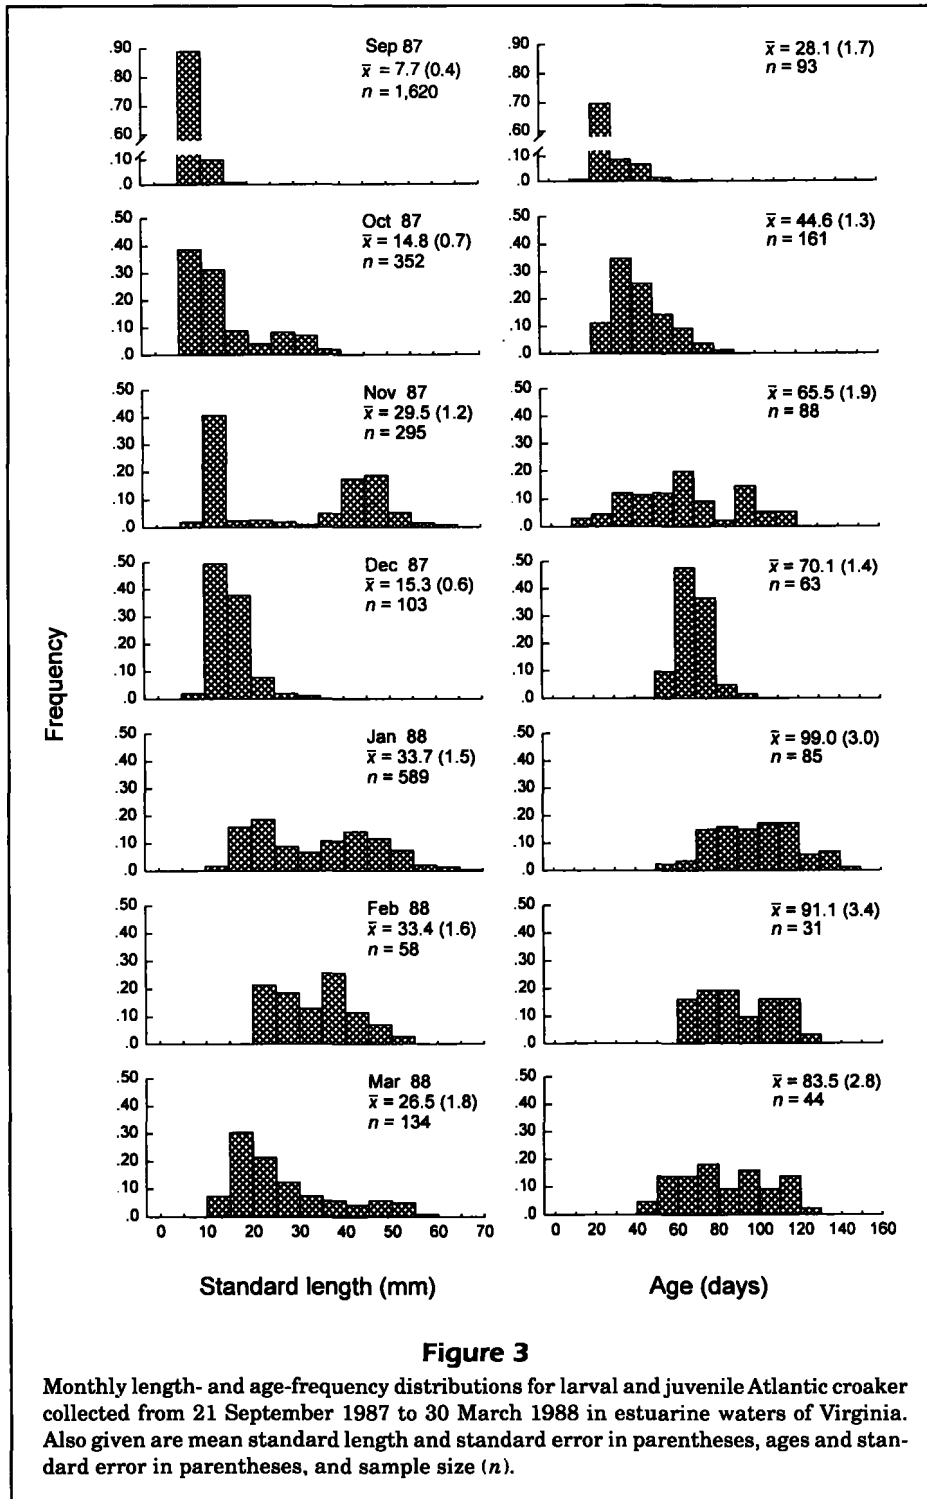 .90
.80
.70
.60
.10
.0
Sep 87
x̄ = 7.7 (0.4)
n = 1,620
.90
.80
.70
.60
.10
.0
x̄ = 28.1 (1.7)
n = 93
.50
.40
.30
.20
.10
.0
Oct 87
x̄ = 14.8 (0.7)
n = 352
.50
.40
.30
.20
.10
.0
x̄ = 44.6 (1.3)
n = 161
.50
.40
.30
.20
.10
.0
Nov 87
x̄ = 29.5 (1.2)
n = 295
.50
.40
.30
.20
.10
.0
x̄ = 65.5 (1.9)
n = 88
Frequency
.50
.40
.30
.20
.10
.0
Dec 87
x̄ = 15.3 (0.6)
n = 103
.50
.40
.30
.20
.10
.0
x̄ = 70.1 (1.4)
n = 63
.50
.40
.30
.20
.10
.0
Jan 88
x̄ = 33.7 (1.5)
n = 589
.50
.40
.30
.20
.10
.0
x̄ = 99.0 (3.0)
n = 85
.50
.40
.30
.20
.10
.0
Feb 88
x̄ = 33.4 (1.6)
n = 58
.50
.40
.30
.20
.10
.0
x̄ = 91.1 (3.4)
n = 31
.50
.40
.30
.20
.10
.0
Mar 88
x̄ = 26.5 (1.8)
n = 134
.50
.40
.30
.20
.10
.0
x̄ = 83.5 (2.8)
n = 44
0 10 20 30 40 50 60 70
0 20 40 60 80 100 120 140 160
Standard length (mm)
Age (days)
Figure 3
Monthly length- and age-frequency distributions for larval and juvenile Atlantic croaker
collected from 21 September 1987 to 30 March 1988 in estuarine waters of Virginia.
Also given are mean standard length and standard error in parentheses, ages and stan-
dard error in parentheses, and sample size (n).